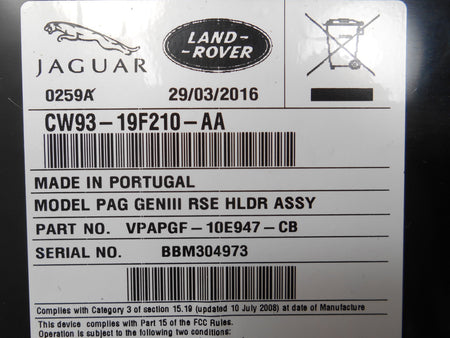 JAGUAR
LAND-
-ROVER
0259A 29/03/2016
CW93-19F210-AA
MADE IN PORTUGAL
MODEL PAG GENIII RSE HLDR ASSY
PART NO. VPAPGF-10E947-CB
SERIAL NO. BBM304973
Complies with Category 3 of section 15.19 (updated 10 July 2008) at date of Manufacture
This device complies with Part 15 of the FCC Rules.
Operation is subject to the following two conditions: